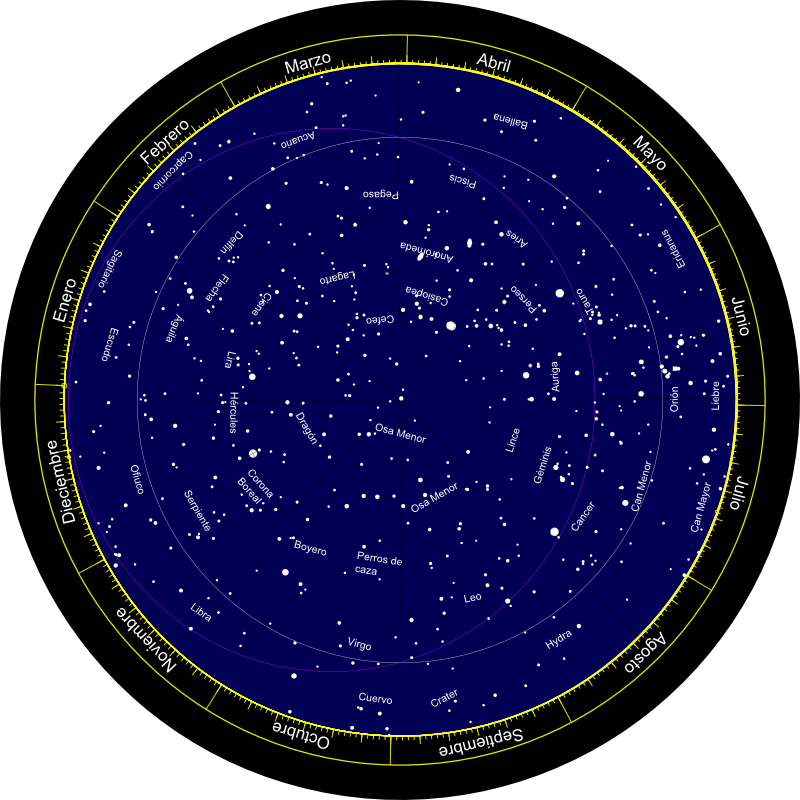 Marzo
Abril
Mayo
Junio
Julio
Agosto
Septiembre
Octubre
Noviembre
Dieciembre
Enero
Febrero
Ballena
Acuario
Caprcornio
Piscis
Pegaso
Aries
Eridanus
Delfín
Andrómeda
Sagitario
Flecha
Lagarto
Cisne
Casiopea
Perseo
Tauro
Cefeo
Aguila
Escudo
Lira
Auriga
Orión
Liebre
Hércules
Dragón
Osa Menor
Lince
Géminis
Ofiuco
Corona
Boreal
Serpiente
Osa Menor
Cancer
Can Menor
Can Mayor
Boyero
Perros de
caza
Leo
Libra
Virgo
Hydra
Cuervo
Crater